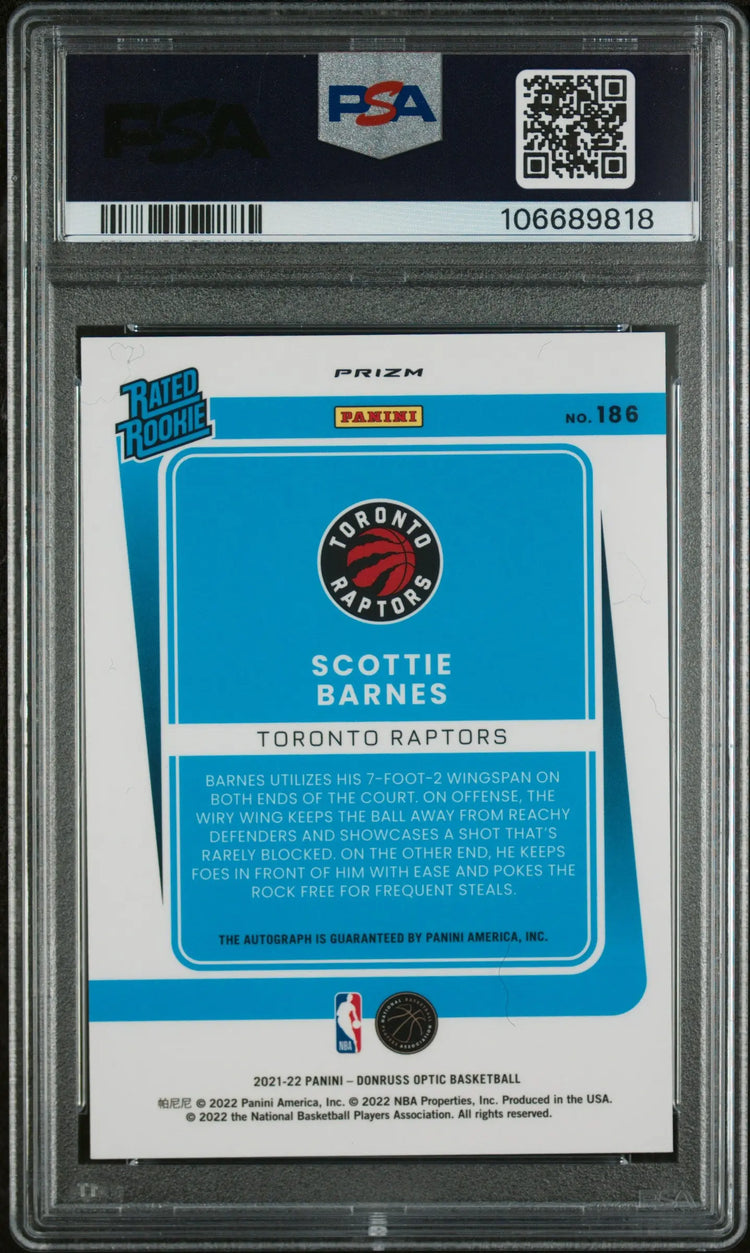 PSA
PSA
106689818
PRIZM
RATED
ROOKIE
PANINI
NO. 186
TORONTO
RAPTORS
SCOTTIE
BARNES
TORONTO RAPTORS
BARNES UTILIZES HIS 7-FOOT-2 WINGSPAN ON
BOTH ENDS OF THE COURT. ON OFFENSE, THE
WIRY WING KEEPS THE BALL AWAY FROM REACHY
DEFENDERS AND SHOWCASES A SHOT THAT'S
RARELY BLOCKED. ON THE OTHER END, HE KEEPS
FOES IN FRONT OF HIM WITH EASE AND POKES THE
ROCK FREE FOR FREQUENT STEALS.
THE AUTOGRAPH IS GUARANTEED BY PANINI AMERICA, INC.
NBA
2021-22 PANINI – DONRUSS OPTIC BASKETBALL
帕尼尼 © 2022 Panini America, Inc. © 2022 NBA Properties, Inc. Produced in the USA.
© 2022 the National Basketball Players Association. All rights reserved.
PSA